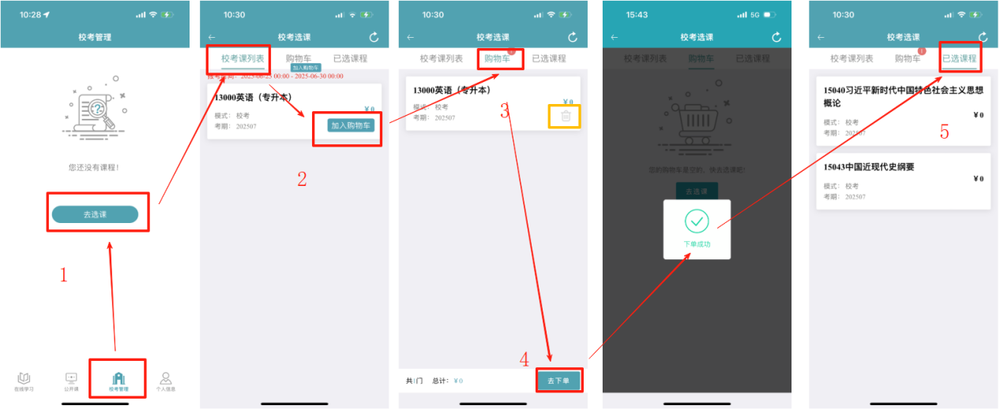 10:28
校考管理
您还没有课程！
去选课
1
在线学习
公开课
校考管理
个人信息
10:30
校考选课
校考课列表
购物车
已选课程
加入购物车
2025-06-30 00:00
13000英语（专升本）
¥0
模式： 校考
考期： 202507
加入购物车
2
10:30
校考选课
校考课列表
购物车
已选课程
13000英语（专升本）
¥0
模式： 校考
考期： 202507
3
4
共1门 总计： ¥0
去下单
15:43
5G
校考选课
校考课列表
购物车
已选课程
您的购物车是空的，快去选课吧!
去选课
下单成功
10:30
校考选课
校考课列表
购物车
1
已选课程
15040习近平新时代中国特色社会主义思想
概论
¥0
模式： 校考
考期： 202507
5
15043中国近现代史纲要
¥0
模式： 校考
考期： 202507